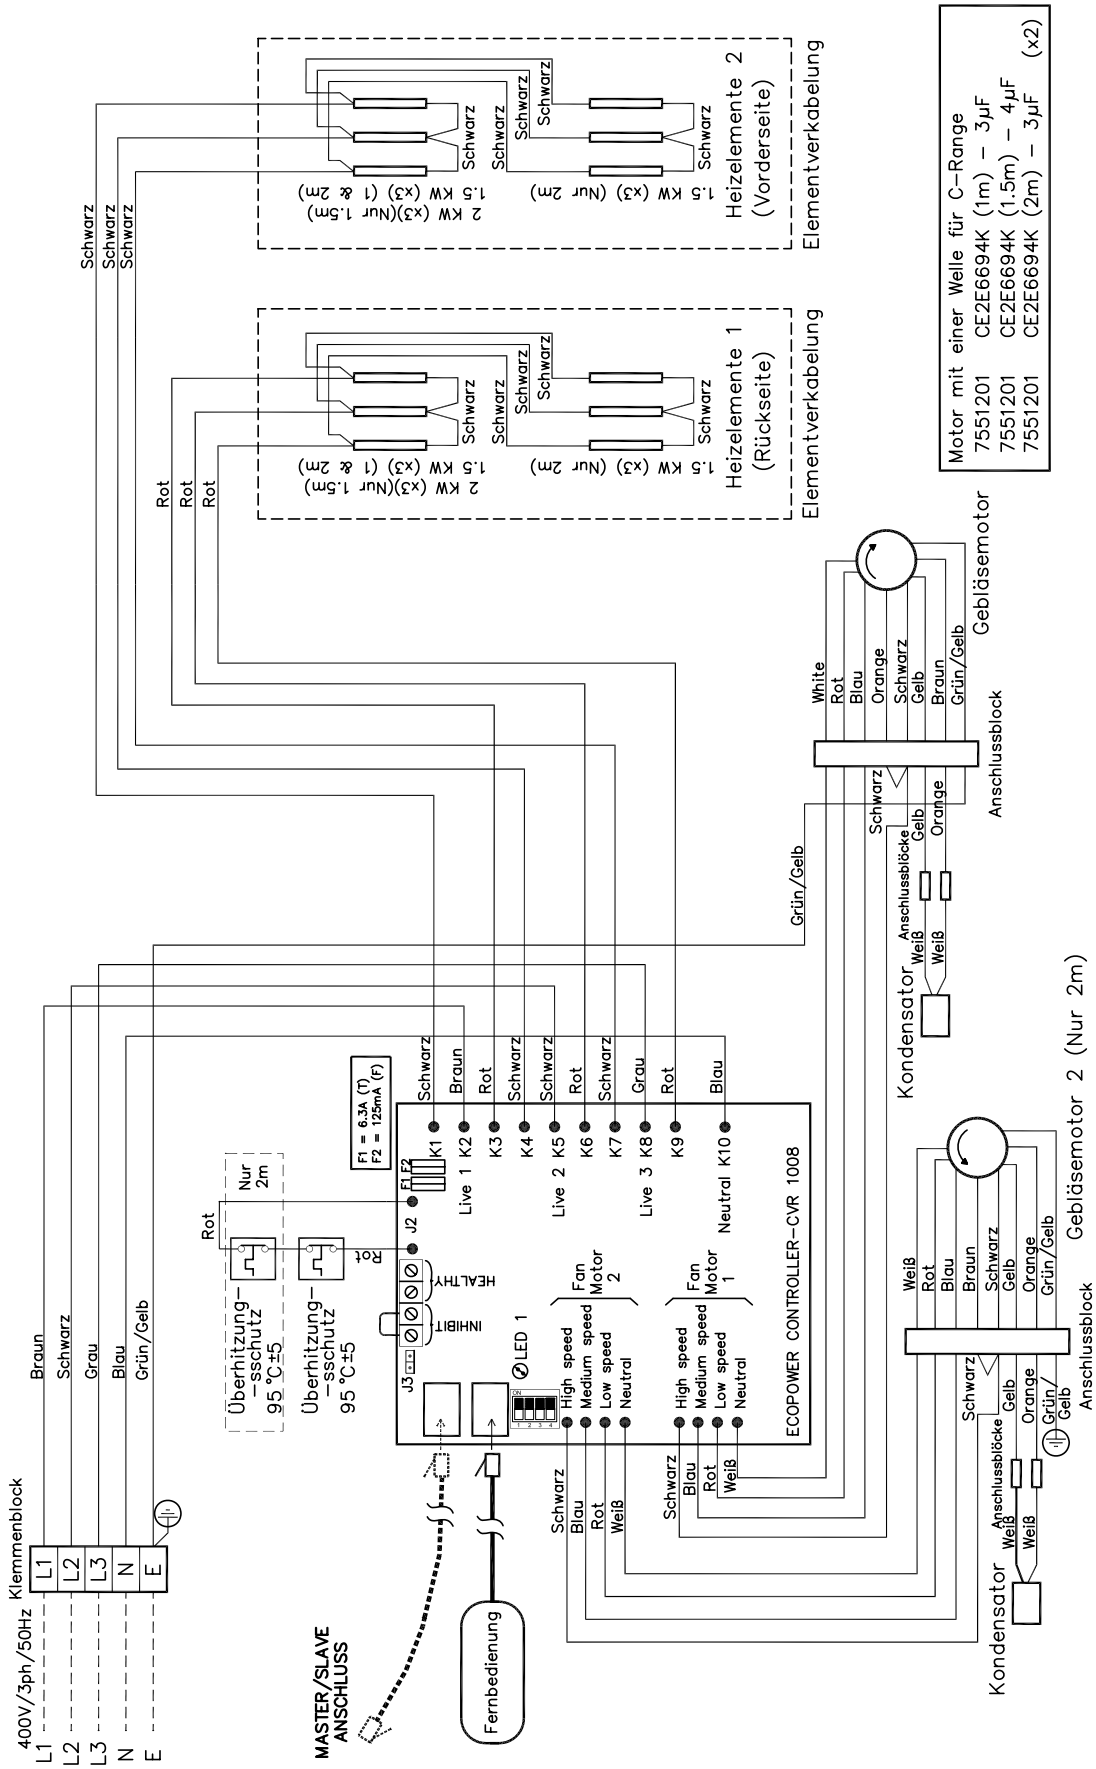 400V/3ph/50Hz
Klemmenblock
L1
L2
L3
N
E
L1
L2
L3
N
E
Braun
Schwarz
Grau
Blau
Grün/Gelb
Schwarz
Schwarz
Schwarz
Rot
Rot
Rot
Schwarz
Schwarz
Schwarz
Schwarz
Schwarz
1.5 KW (x3) (1 & 2m)
2 KW (x3)(Nur 1.5m)
1.5 KW (x3) (Nur 2m)
Heizelemente 2
(Vorderseite)
Elementverkabelung
Schwarz
Schwarz
Schwarz
Schwarz
Schwarz
1.5 KW (x3) (1 & 2m)
2 KW (x3)(Nur 1.5m)
1.5 KW (x3) (Nur 2m)
Heizelemente 1
(Rückseite)
Elementverkabelung
Motor mit einer Welle für C-Range
7551201 CE2E6694K (1m) - 3µF
7551201 CE2E6694K (1.5m) - 4µF
7551201 CE2E6694K (2m) - 3µF (x2)
Rot
Nur
2m
Überhitzung-
-sschutz
95 °C±5
Überhitzung-
-sschutz
95 °C±5
Rot
F1 = 6.3A (T)
F2 = 125mA (F)
F1
F2
J2
J3
HEALTHY
INHIBIT
LED 1
ON
1 2 3 4
Schwarz
Braun
Rot
Schwarz
Schwarz
Rot
Schwarz
Grau
Rot
Blau
K1
Live 1 K2
K3
K4
Live 2 K5
K6
K7
Live 3 K8
K9
Neutral K10
High speed
Medium speed
Low speed
Neutral
Fan
Motor
2
High speed
Medium speed
Low speed
Neutral
Fan
Motor
1
ECOPOWER CONTROLLER-CVR 1008
Schwarz
Blau
Rot
Weiß
Schwarz
Blau
Rot
Weiß
MASTER/SLAVE
ANSCHLUSS
Fernbedienung
White
Rot
Blau
Orange
Schwarz
Gelb
Braun
Grün/Gelb
Gebläsemotor
Anschlussblock
Schwarz
Gelb
Orange
Grün/Gelb
Anschlussblöcke
Weiß
Weiß
Kondensator
Weiß
Rot
Blau
Braun
Schwarz
Gelb
Orange
Grün/Gelb
Gebläsemotor 2 (Nur 2m)
Anschlussblock
Schwarz
Gelb
Orange
Grün/
Gelb
Anschlussblöcke
Weiß
Weiß
Kondensator